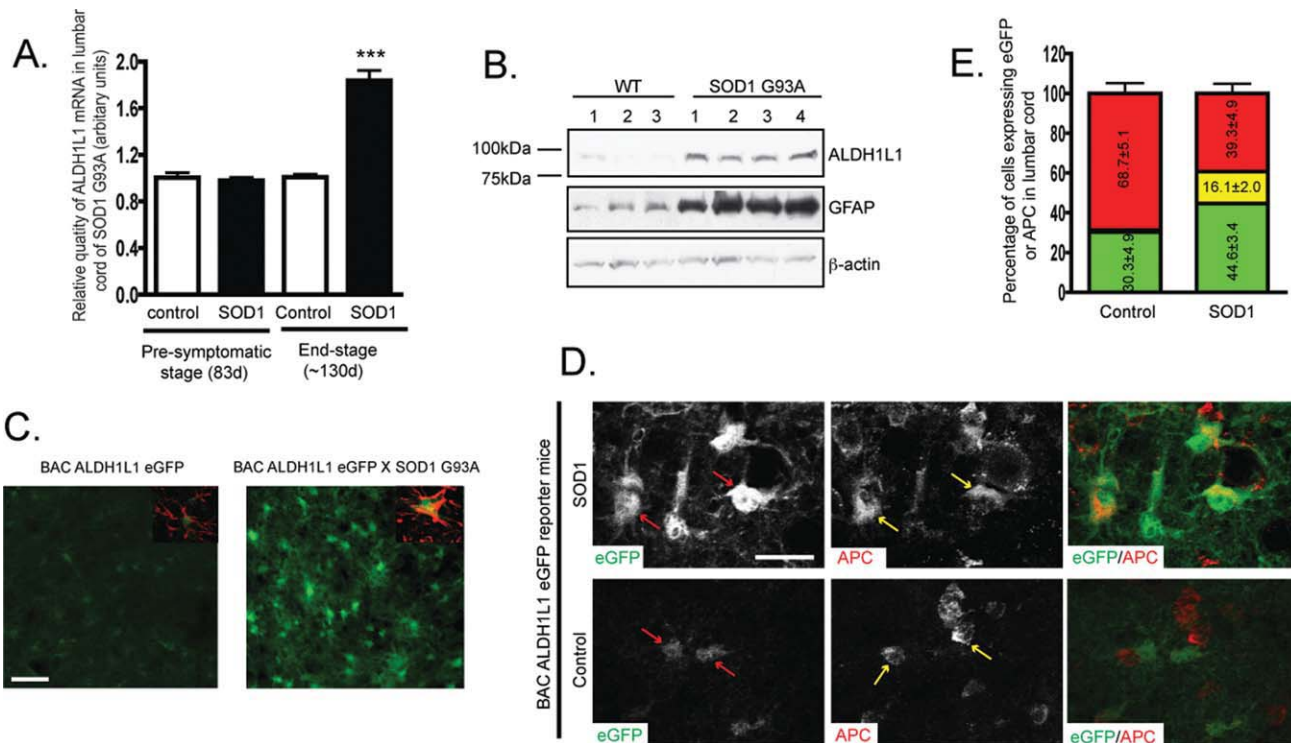 A.
Relative quatity of ALDH1L1 mRNA in lumbar
cord of SOD1 G93A (arbitary units)
2.0
1.6
1.2
0.8
0.4
0.0
***
control SOD1 Control SOD1
Pre-symptomatic
stage (83d)
End-stage
(~130d)
B.
WT SOD1 G93A
1 2 3 1 2 3 4
100kDa
75kDa
ALDH1L1
GFAP
β-actin
E.
Percentage of cells expressing eGFP
or APC in lumbar cord
120
100
80
60
40
20
0
68.7±5.1
30.3±4.9
39.3±4.9
16.1±2.0
44.6±3.4
Control SOD1
C.
BAC ALDH1L1 eGFP
BAC ALDH1L1 eGFP X SOD1 G93A
D.
BAC ALDH1L1 eGFP reporter mice
SOD1
eGFP
APC
eGFP/APC
Control
eGFP
APC
eGFP/APC